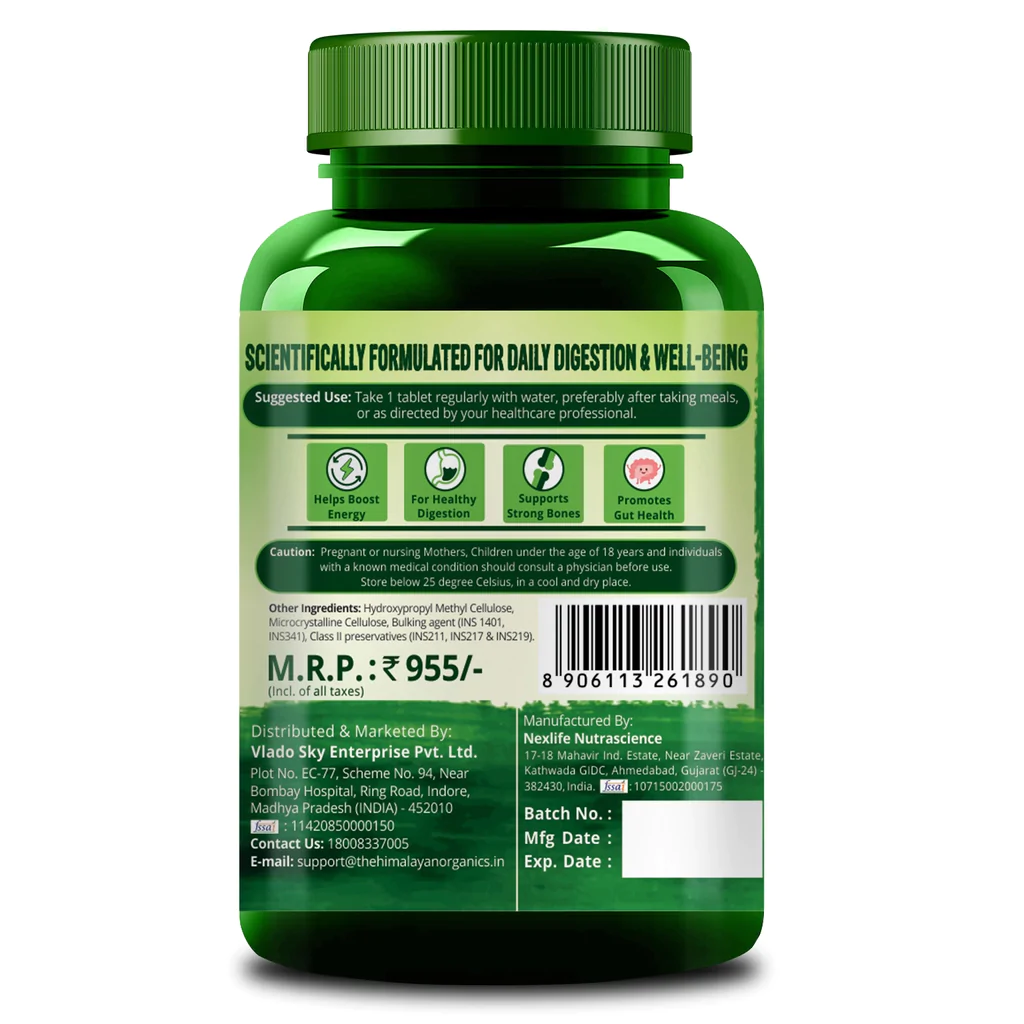 SCIENTIFICALLY FORMULATED FOR DAILY DIGESTION & WELL-BEING
Suggested Use: Take 1 tablet regularly with water, preferably after taking meals,
or as directed by your healthcare professional.
Helps Boost
Energy
For Healthy
Digestion
Supports
Strong Bones
Promotes
Gut Health
Caution: Pregnant or nursing Mothers, Children under the age of 18 years and individuals
with a known medical condition should consult a physician before use.
Store below 25 degree Celsius, in a cool and dry place.
Other Ingredients: Hydroxypropyl Methyl Cellulose,
Microcrystalline Cellulose, Bulking agent (INS 1401,
INS341), Class II preservatives (INS211, INS217 & INS219).
M.R.P. : ₹ 955/-
(Incl. of all taxes)
8 906113 261890
Distributed & Marketed By:
Vlado Sky Enterprise Pvt. Ltd.
Plot No. EC-77, Scheme No. 94, Near
Bombay Hospital, Ring Road, Indore,
Madhya Pradesh (INDIA) - 452010
fssai : 11420850000150
Contact Us: 18008337005
E-mail: support@thehimalayanorganics.in
Manufactured By:
Nexlife Nutrascience
17-18 Mahavir Ind. Estate, Near Zaveri Estate,
Kathwada GIDC, Ahmedabad, Gujarat (GJ-24) -
382430, India. fssai : 10715002000175
Batch No. :
Mfg Date :
Exp. Date :